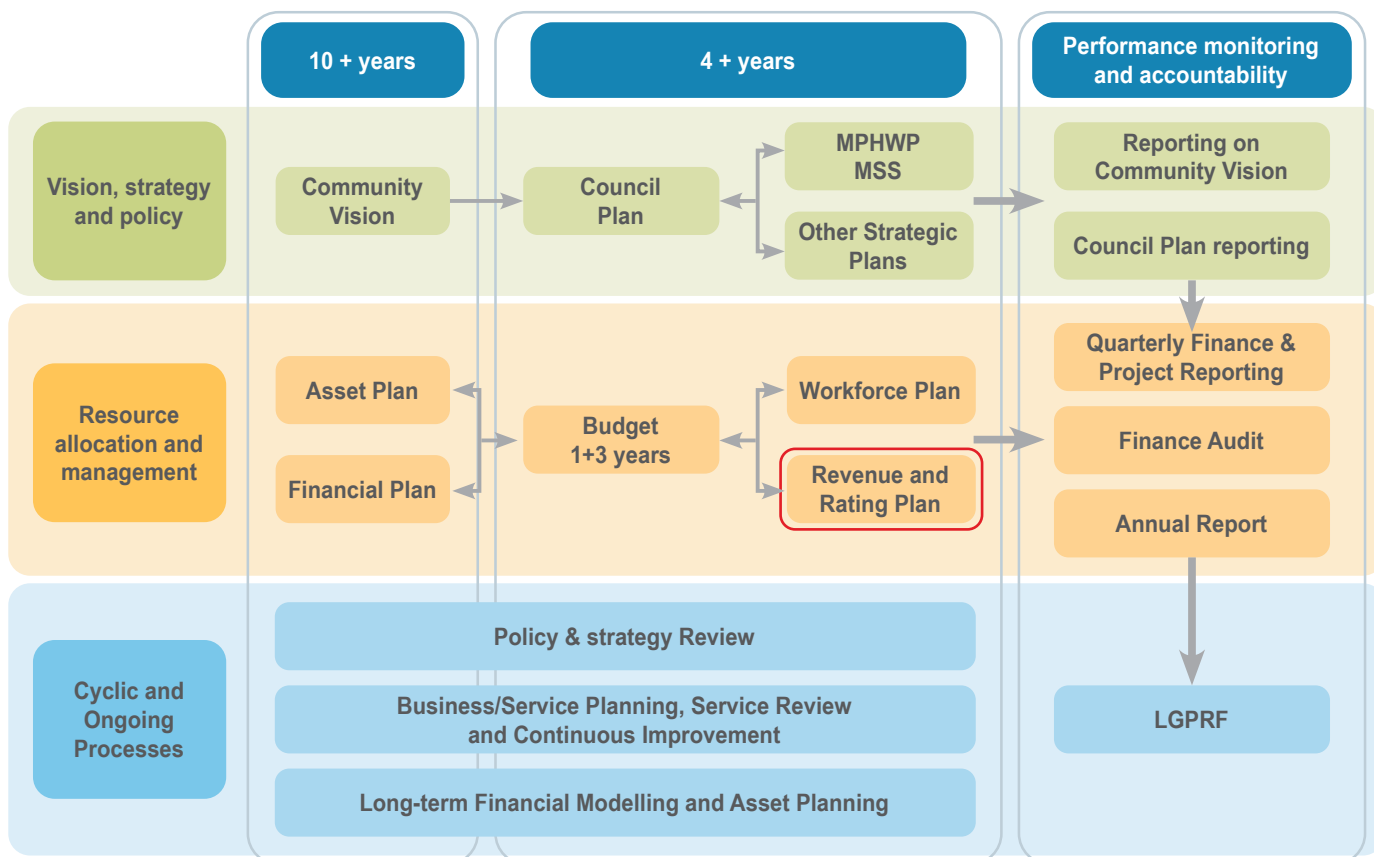 10 + years
4 + years
Performance monitoring
and accountability
Vision, strategy
and policy
Community
Vision
Council
Plan
MPHWP
MSS
Other Strategic
Plans
Reporting on
Community Vision
Council Plan reporting
Resource
allocation and
management
Asset Plan
Financial Plan
Budget
1+3 years
Workforce Plan
Revenue and
Rating Plan
Quarterly Finance &
Project Reporting
Finance Audit
Annual Report
Cyclic and
Ongoing
Processes
Policy & strategy Review
Business/Service Planning, Service Review
and Continuous Improvement
Long-term Financial Modelling and Asset Planning
LGPRF